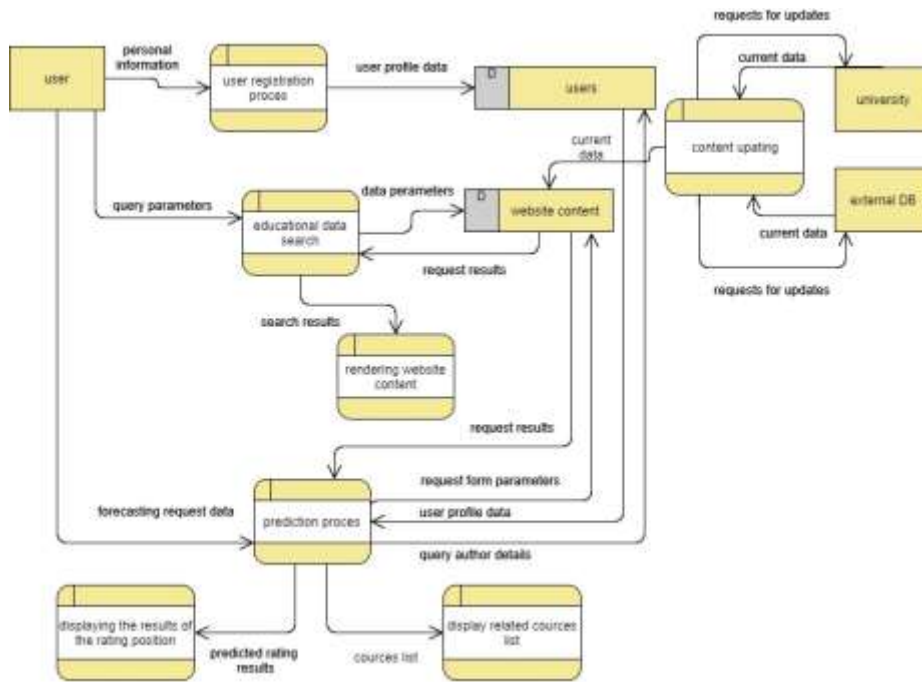 requests for updates
personal
information
user
user registration
proces
user profile data
D
users
current data
university
current
data
content upating
query parameters
educational data
search
data perameters
D
website content
external DB
current data
request results
requests for updates
search results
rendering website
content
request results
request form parameters
forecasting request data
prediction proces
user profile data
query author details
displaying the results of
the rating position
predicted rating
results
cources list
display related cources
list